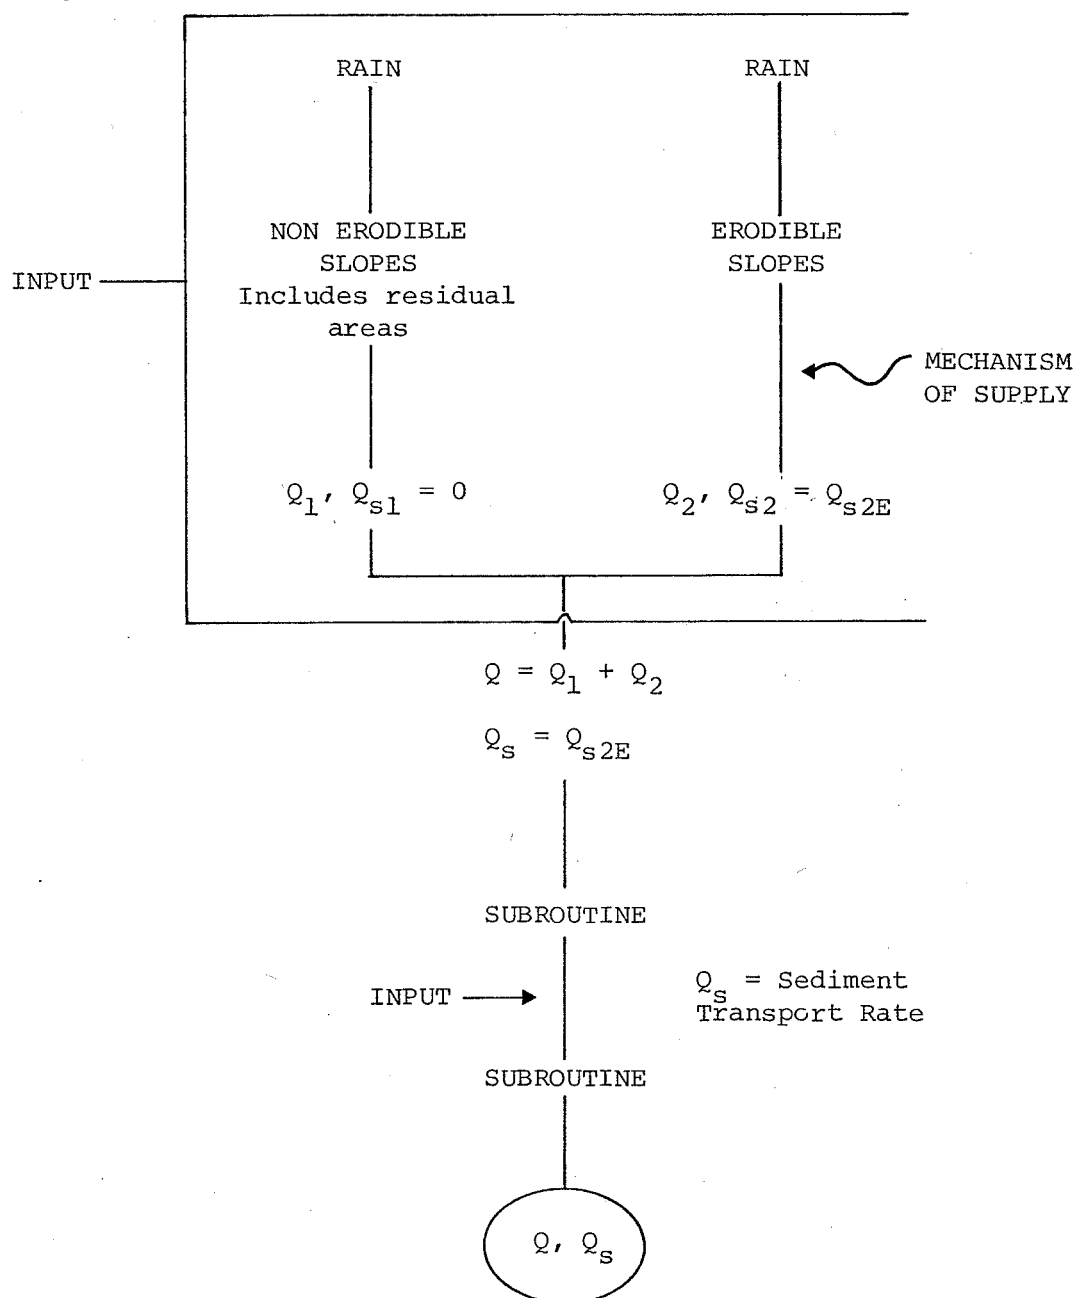 RAIN
RAIN
NON ERODIBLE
SLOPES
Includes residual
areas
ERODIBLE
SLOPES
INPUT
MECHANISM
OF SUPPLY
Q₁, Qₛ₁ = 0
Q₂, Qₛ₂ = Qₛ₂E
Q = Q₁ + Q₂
Qₛ = Qₛ₂E
SUBROUTINE
INPUT
Qₛ = Sediment
Transport Rate
SUBROUTINE
Q, Qₛ